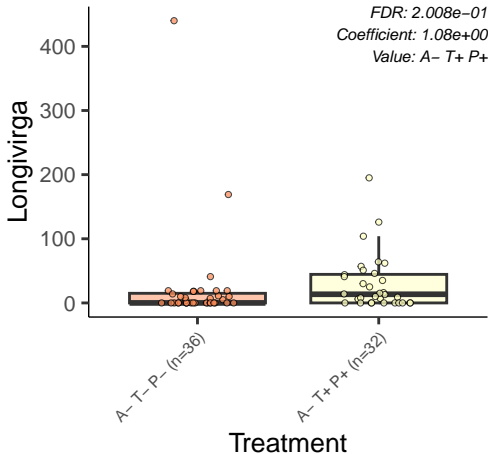 FDR: 2.008e−01
Coefficient: 1.08e+00
Value: A− T+ P+
400
300
200
100
0
Longivirga
A− T− P− (n=36)
A− T+ P+ (n=32)
Treatment